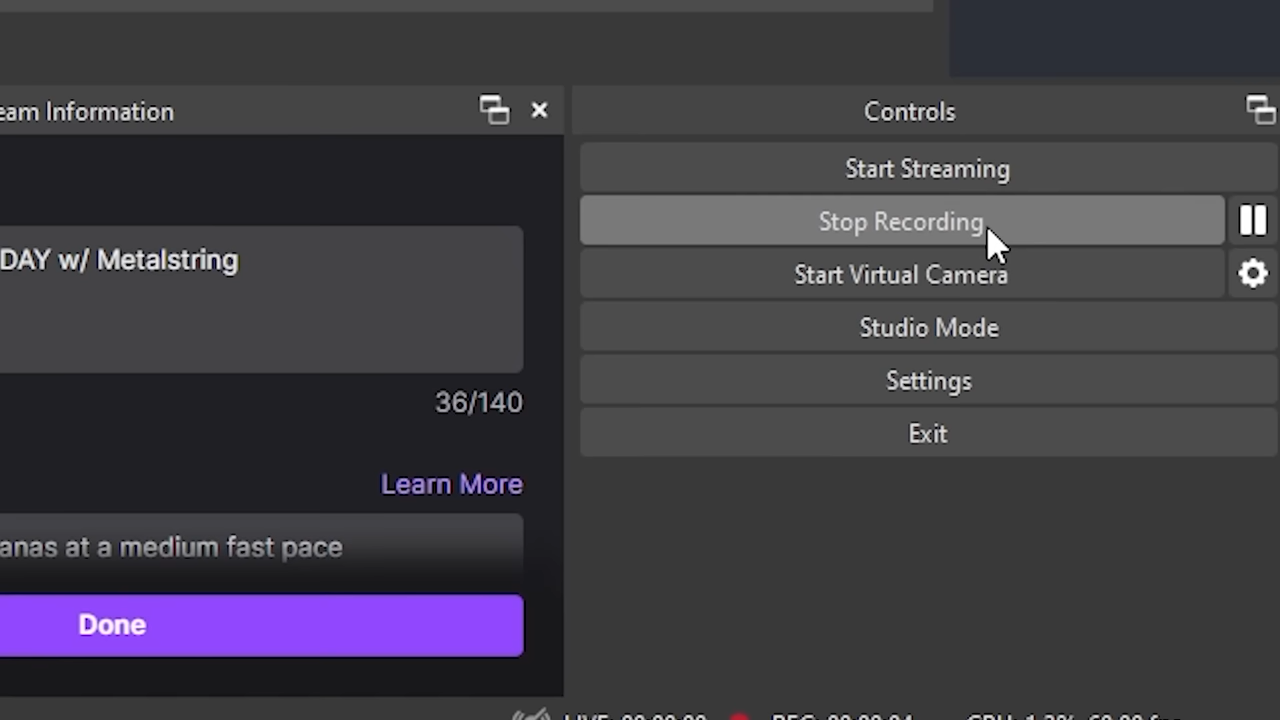 eam Information
DAY w/ Metalstring
36/140
Learn More
anas at a medium fast pace
Done
Controls
Start Streaming
Stop Recording
Start Virtual Camera
Studio Mode
Settings
Exit